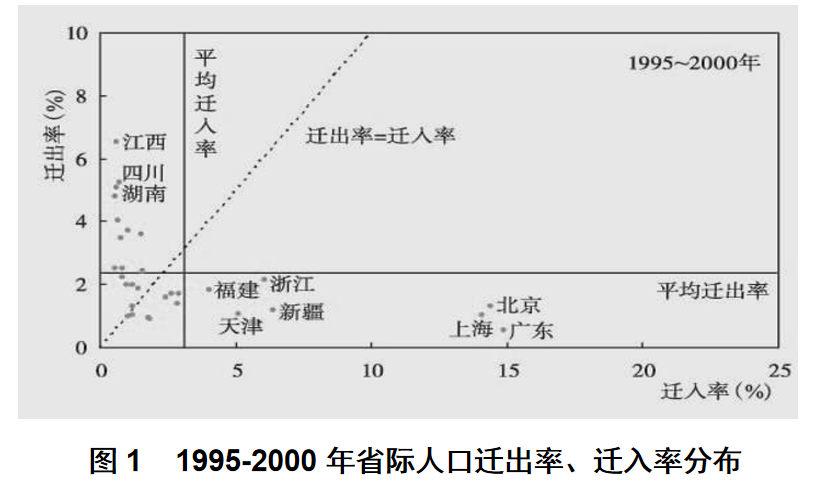 10
8
6
4
2
0
迁出率(%)
平均迁入率
1995~2000年
迁出率=迁入率
江西
四川
湖南
平均迁出率
福建
浙江
天津
新疆
北京
上海
广东
0
5
10
15
20
25
迁入率(%)
图 1 1995-2000 年省际人口迁出率、迁入率分布